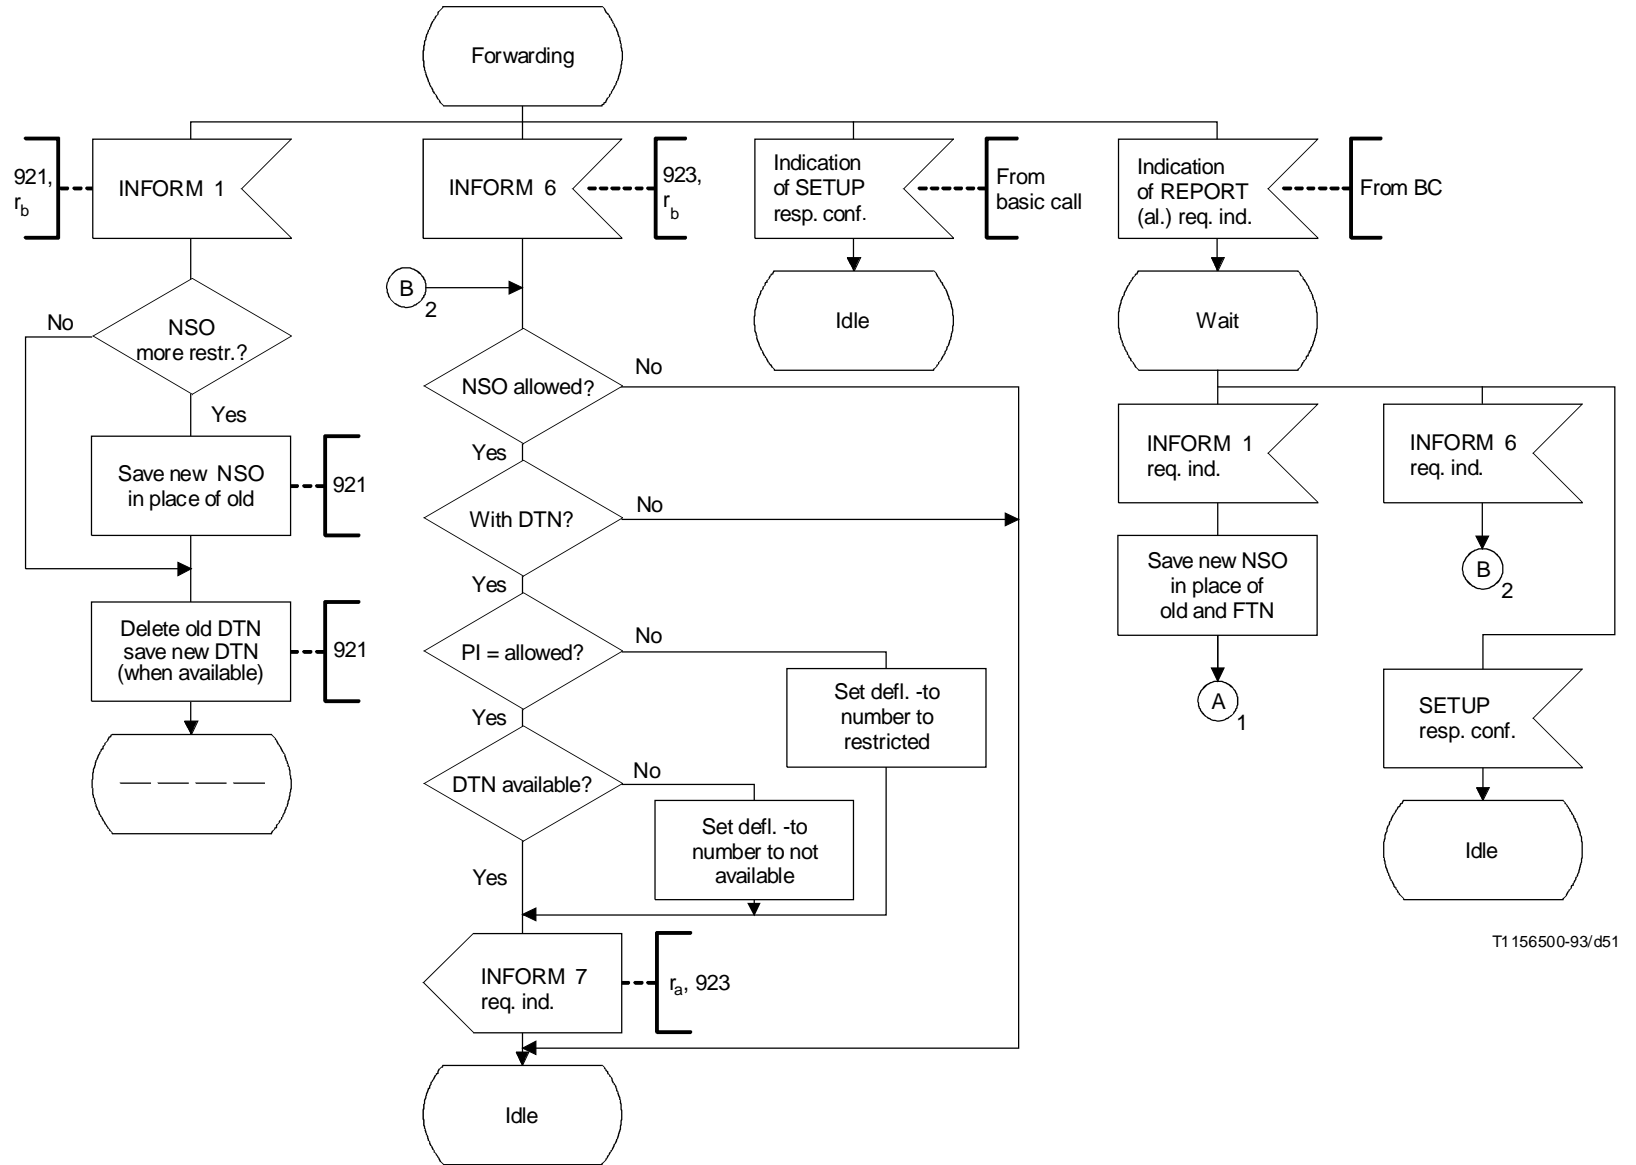 Forwarding
921,
rb
INFORM 1
INFORM 6
923,
rb
Indication
of SETUP
resp. conf.
From
basic call
Indication
of REPORT
(al.) req. ind.
From BC
B
2
Idle
Wait
No
NSO
more restr.?
Yes
NSO allowed?
No
Yes
INFORM 1
req. ind.
INFORM 6
req. ind.
Save new NSO
in place of old
921
With DTN?
No
Yes
Save new NSO
in place of
old and FTN
B
2
Delete old DTN
save new DTN
(when available)
921
PI = allowed?
No
Yes
Set defl. -to
number to
restricted
A
1
SETUP
resp. conf.
DTN available?
No
Yes
Set defl. -to
number to not
available
Idle
T1156500-93/d51
INFORM 7
req. ind.
ra, 923
Idle